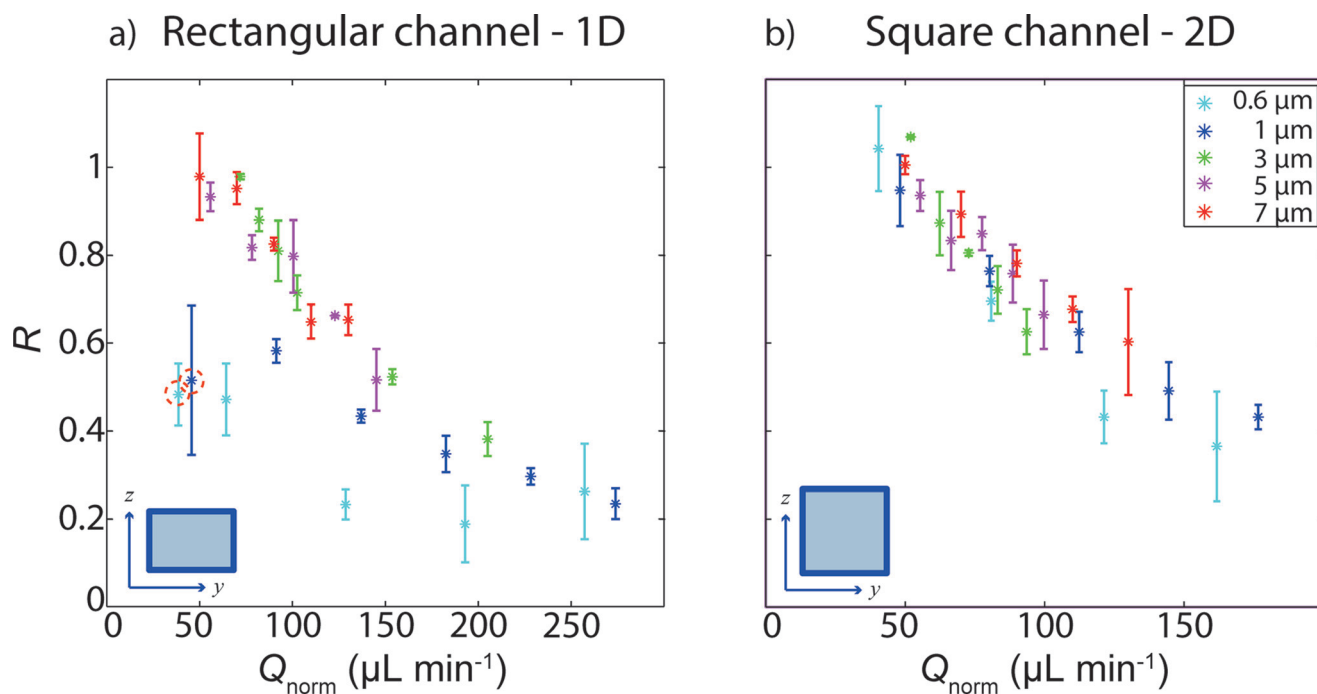 a) Rectangular channel - 1D
R
1
0.8
0.6
0.4
0.2
0
z
y
0 50 100 150 200 250
Qnorm (µL min⁻¹)
b) Square channel - 2D
0.6 µm
1 µm
3 µm
5 µm
7 µm
z
y
0 50 100 150
Qnorm (µL min⁻¹)